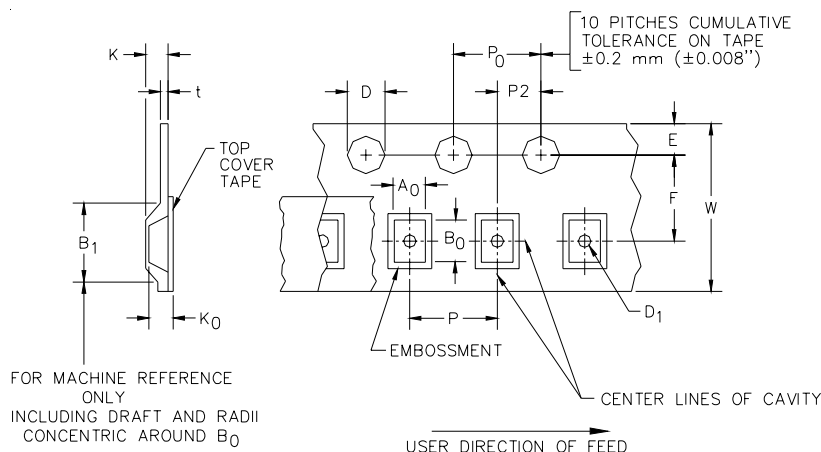 10 PITCHES CUMULATIVE
TOLERANCE ON TAPE
±0.2 mm (±0.008")
K
P0
D
P2
t
E
TOP
COVER
TAPE
A0
F
W
B1
B0
K0
P
D1
EMBOSSMENT
FOR MACHINE REFERENCE
ONLY
INCLUDING DRAFT AND RADII
CONCENTRIC AROUND B0
CENTER LINES OF CAVITY
USER DIRECTION OF FEED